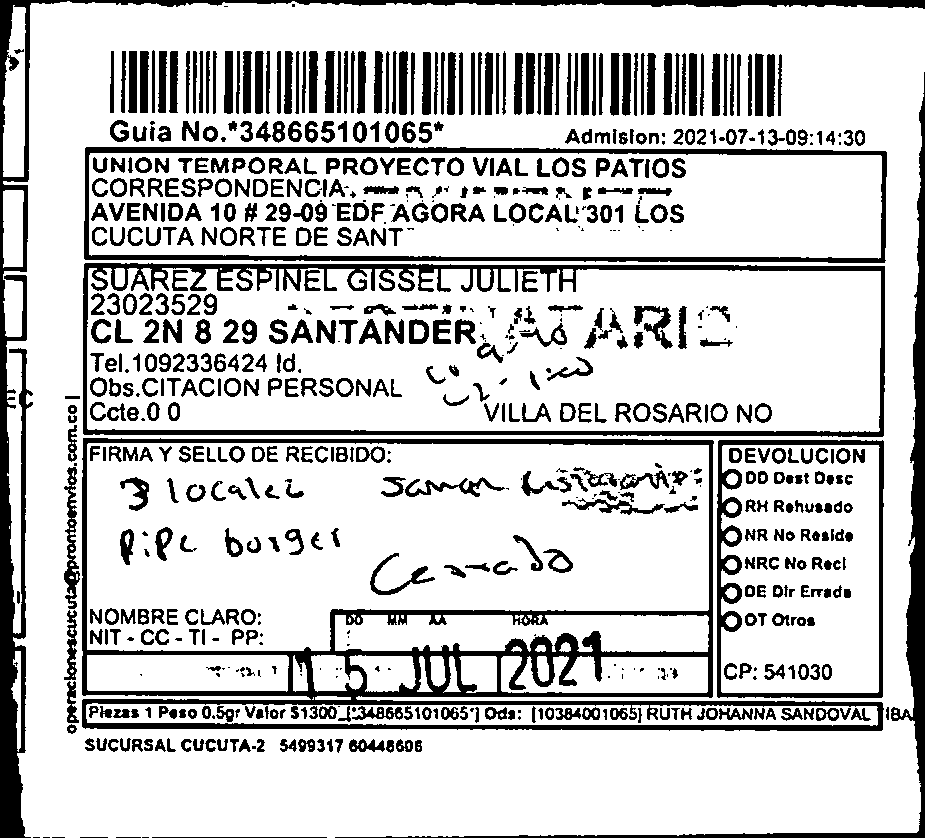 Guia No.*348665101065*
Admision: 2021-07-13-09:14:30
UNION TEMPORAL PROYECTO VIAL LOS PATIOS
CORRESPONDENCIA
AVENIDA 10 # 29-09 EDF AGORA LOCAL 301 LOS
CUCUTA NORTE DE SANT
SUAREZ ESPINEL GISSEL JULIETH
23023529
CL 2N 8 29 SANTANDER
Tel.1092336424 Id.
Obs.CITACION PERSONAL
Ccte.0 0
VILLA DEL ROSARIO NO
operacionescucuta@prontoenvios.com.co |
FIRMA Y SELLO DE RECIBIDO:
3 locales
Pipe burger
Cerrado
NOMBRE CLARO:
NIT - CC - TI - PP:
DD MM AA HORA
15 JUL 2021
DEVOLUCION
DD Dest Desc
RH Rehusado
NR No Reside
NRC No Recl
DE Dir Errada
OT Otros
CP: 541030
Piezas 1 Peso 0.5gr Valor $1300_[*348665101065*] Ods: [10384001065] RUTH JOHANNA SANDOVAL IBA
SUCURSAL CUCUTA-2 5499317 60448606